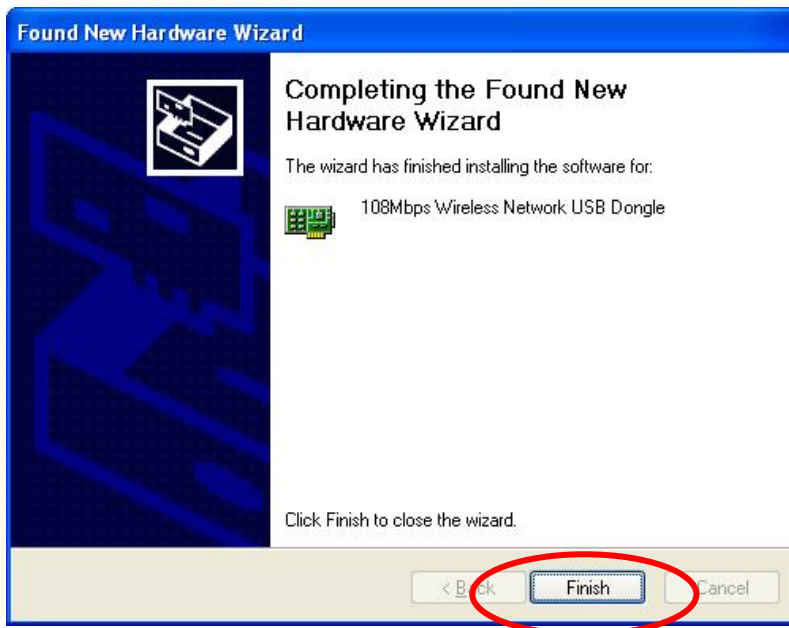 Found New Hardware Wizard
Completing the Found New
Hardware Wizard
The wizard has finished installing the software for:
108Mbps Wireless Network USB Dongle
Click Finish to close the wizard.
< Back Finish Cancel